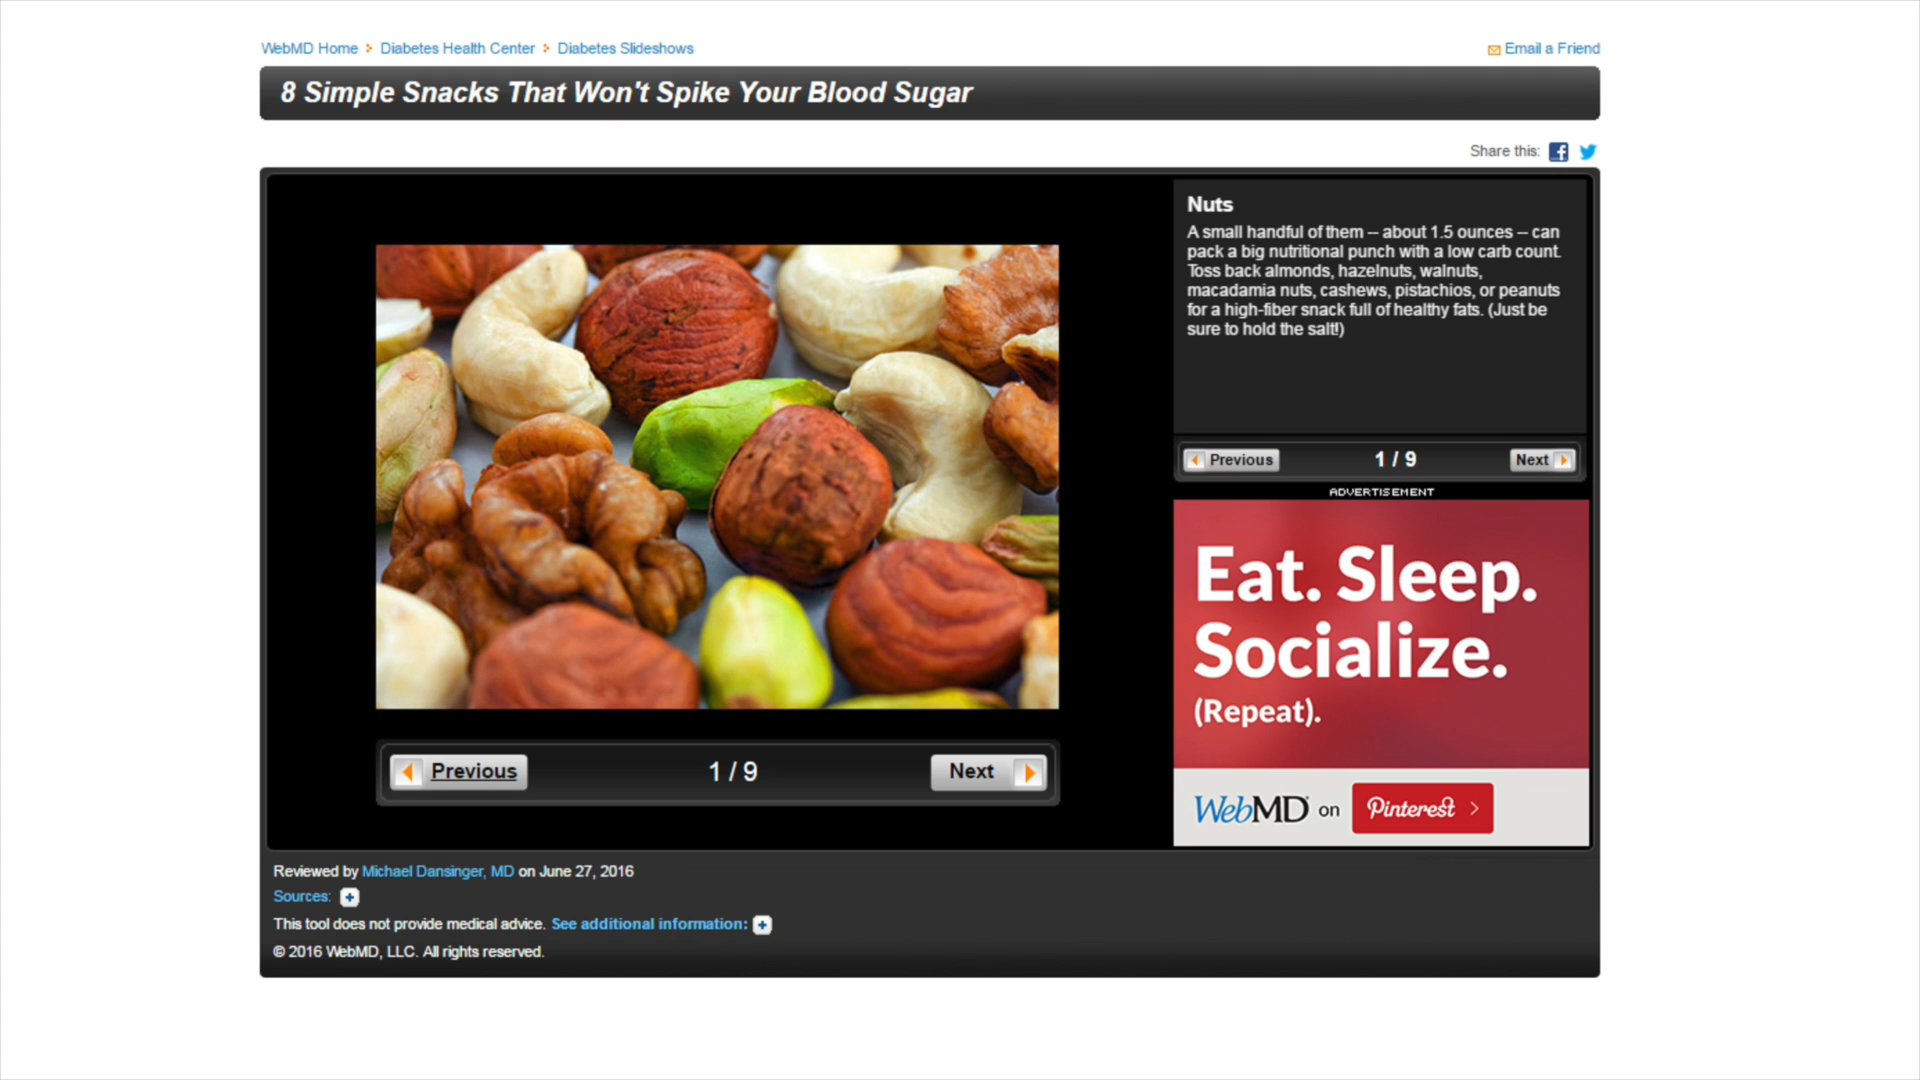 WebMD Home
Diabetes Health Center
Diabetes Slideshows
Email a Friend
8 Simple Snacks That Won't Spike Your Blood Sugar
Share this:
Nuts
A small handful of them -- about 1.5 ounces -- can
pack a big nutritional punch with a low carb count.
Toss back almonds, hazelnuts, walnuts,
macadamia nuts, cashews, pistachios, or peanuts
for a high-fiber snack full of healthy fats. (Just be
sure to hold the salt!)
Previous
1 / 9
Next
ADVERTISEMENT
Eat. Sleep.
Socialize.
(Repeat).
WebMD on Pinterest
Previous
1 / 9
Next
Reviewed by Michael Dansinger, MD on June 27, 2016
Sources:
This tool does not provide medical advice. See additional information:
© 2016 WebMD, LLC. All rights reserved.